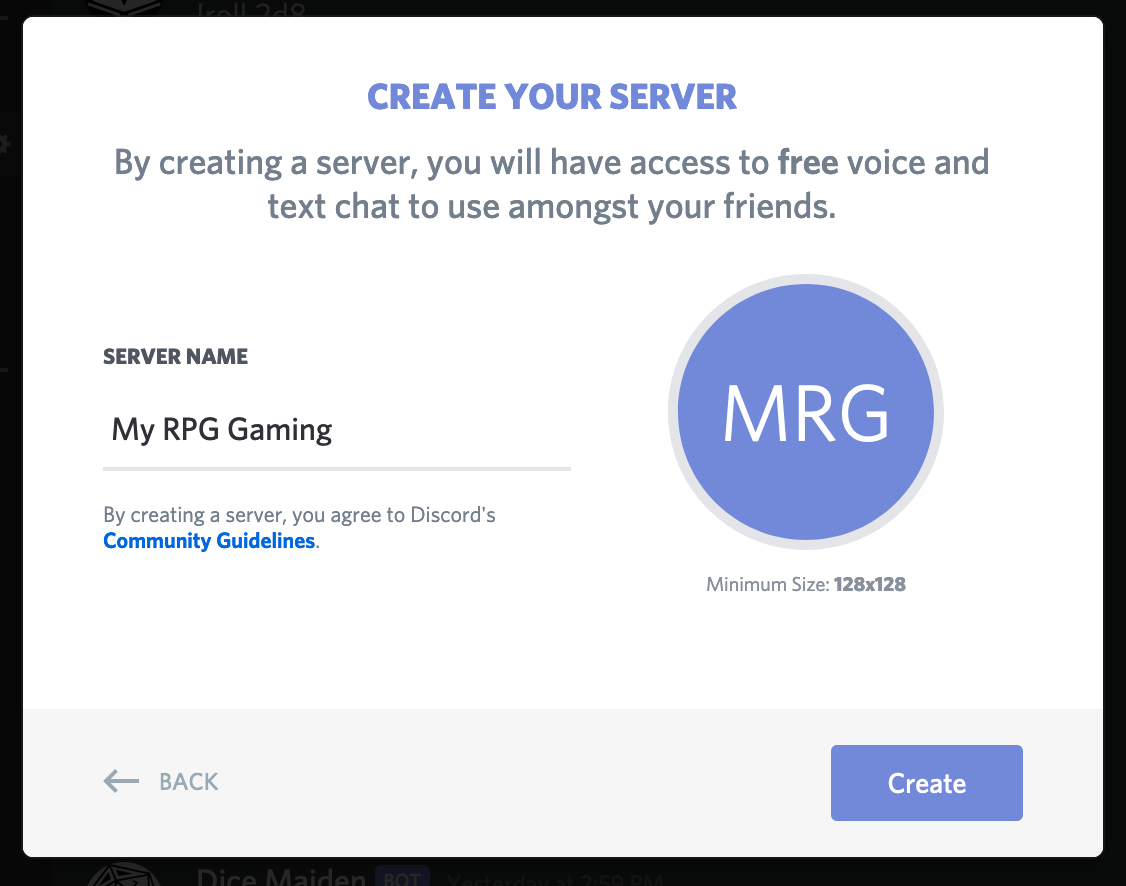 !roll 2d8
CREATE YOUR SERVER
By creating a server, you will have access to free voice and
text chat to use amongst your friends.
SERVER NAME
My RPG Gaming
MRG
By creating a server, you agree to Discord's
Community Guidelines.
Minimum Size: 128x128
BACK
Create
Dice Maiden BOT Yesterday at 2:59 PM